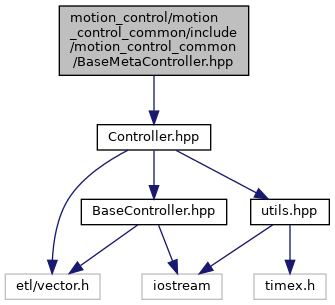 motion_control/motion
_control_common/include
/motion_control_common
/BaseMetaController.hpp
Controller.hpp
BaseController.hpp
utils.hpp
etl/vector.h
iostream
timex.h